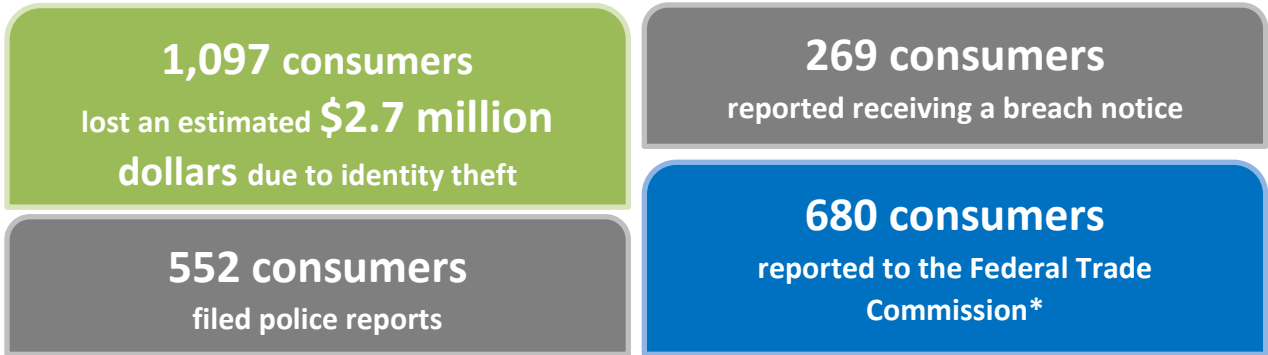 1,097 consumers
lost an estimated $2.7 million
dollars due to identity theft
552 consumers
filed police reports
269 consumers
reported receiving a breach notice
680 consumers
reported to the Federal Trade
Commission*